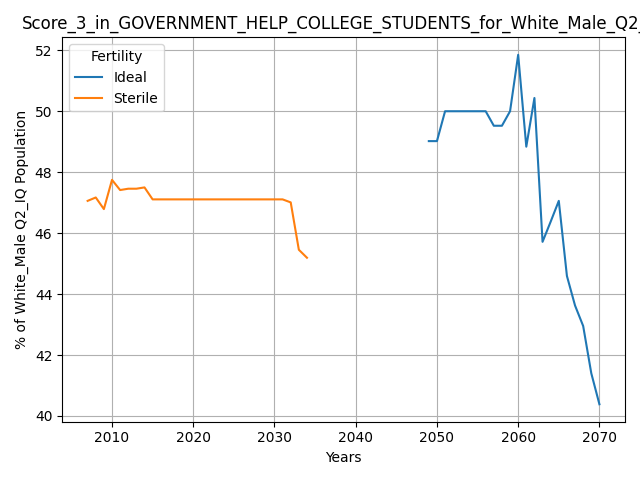 Score_3_in_GOVERNMENT_HELP_COLLEGE_STUDENTS_for_White_Male_Q2_
Fertility
Ideal
Sterile
52
50
48
46
44
42
40
% of White_Male Q2_IQ Population
2010 2020 2030 2040 2050 2060 2070
Years